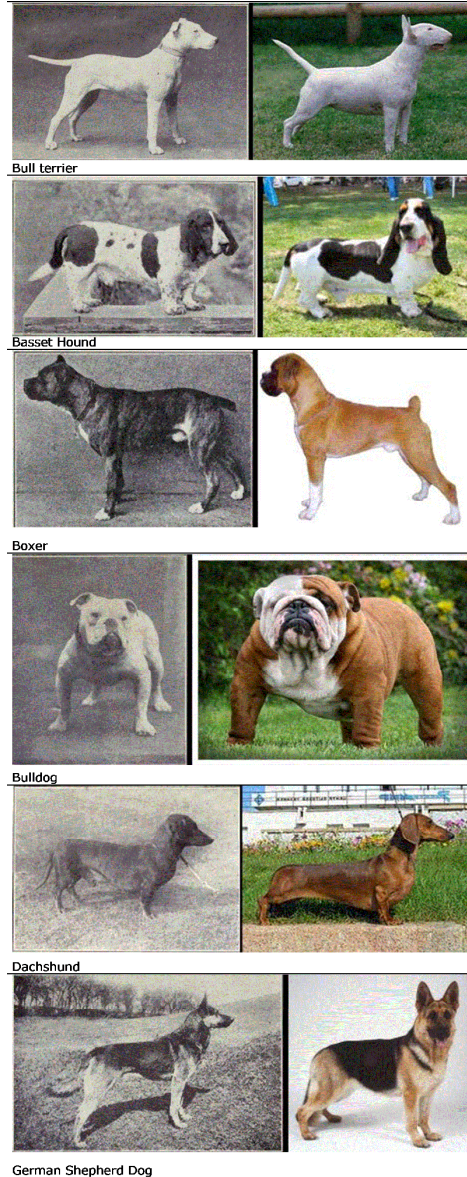 Bull terrier
Basset Hound
Boxer
Bulldog
Dachshund
German Shepherd Dog